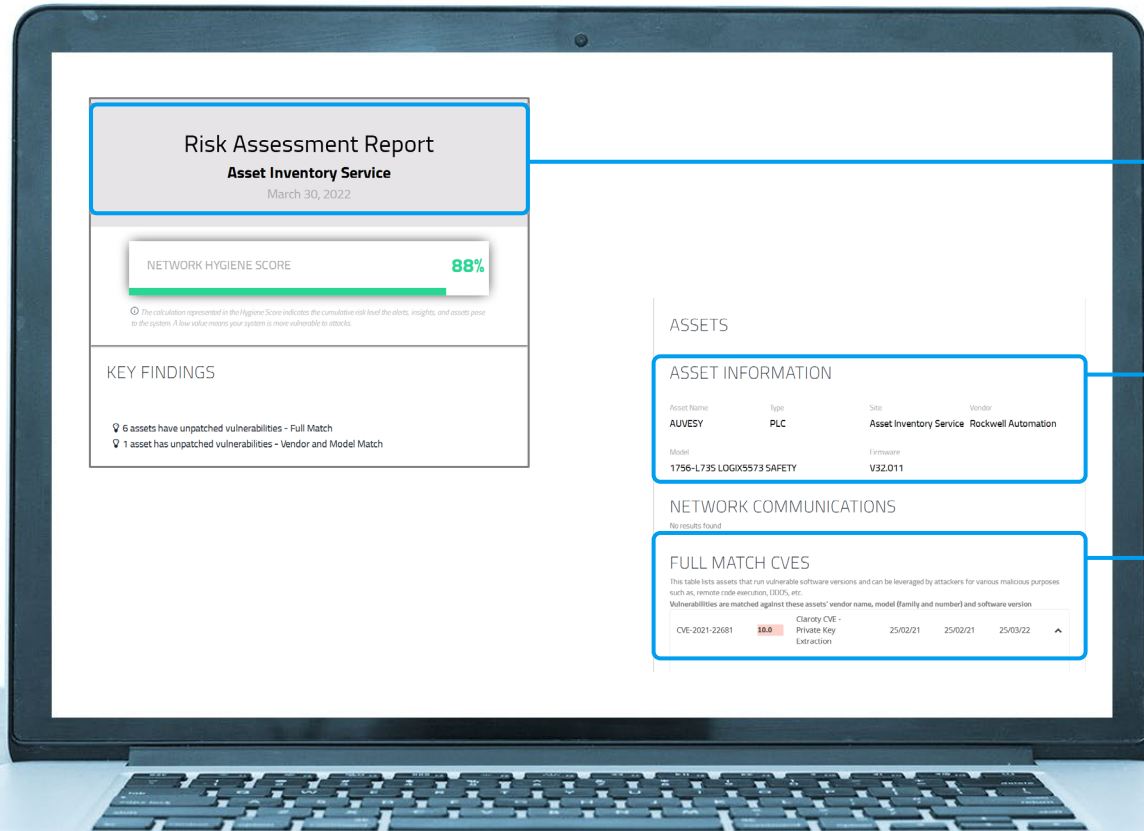 Risk Assessment Report
Asset Inventory Service
March 30, 2022
NETWORK HYGIENE SCORE 88%
The calculation represented in the Hygiene Score indicates the cumulative risk level the alerts, insights, and assets pose
to the system. A low value means your system is more vulnerable to attacks.
KEY FINDINGS
6 assets have unpatched vulnerabilities - Full Match
1 asset has unpatched vulnerabilities - Vendor and Model Match
ASSETS
ASSET INFORMATION
Asset Name Type Site Vendor
AUVESY PLC Asset Inventory Service Rockwell Automation
Model Firmware
1756-L73S LOGIX5573 SAFETY V32.011
NETWORK COMMUNICATIONS
No results found
FULL MATCH CVES
This table lists assets that run vulnerable software versions and can be leveraged by attackers for various malicious purposes
such as, remote code execution, DDOS, etc.
Vulnerabilities are matched against these assets' vendor name, model (family and number) and software version
CVE-2021-22681 10.0 Claroty CVE - 25/02/21 25/02/21 25/03/22
Private Key
Extraction